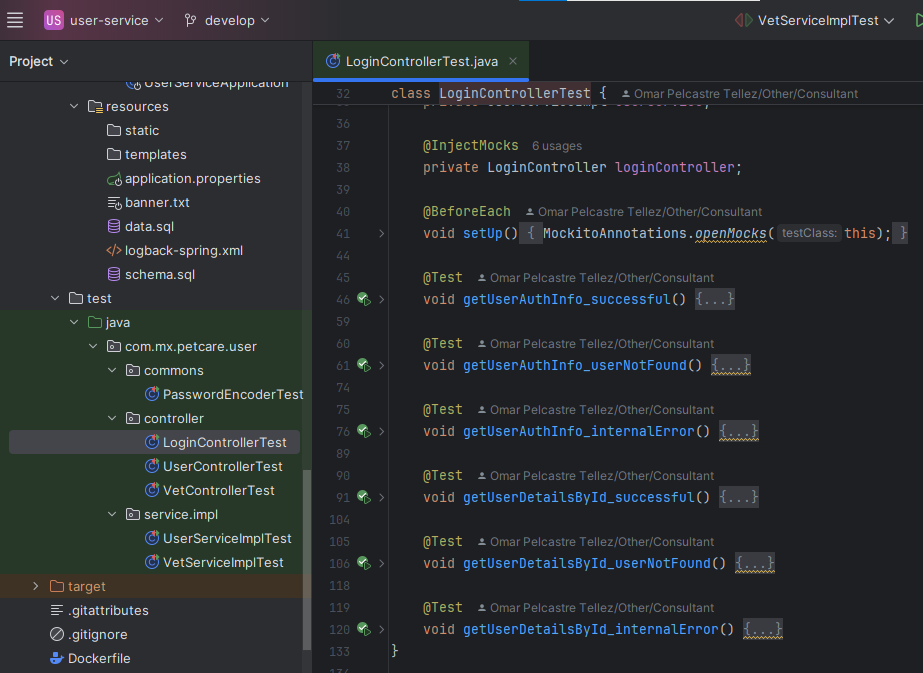 US user-service develop VetServiceImplTest
Project
LoginControllerTest.java
UserServiceApplication
resources
static
templates
application.properties
banner.txt
data.sql
logback-spring.xml
schema.sql
test
java
com.mx.petcare.user
commons
PasswordEncoderTest
controller
LoginControllerTest
UserControllerTest
VetControllerTest
service.impl
UserServiceImplTest
VetServiceImplTest
target
.gitattributes
.gitignore
Dockerfile
32 class LoginControllerTest { Omar Pelcastre Tellez/Other/Consultant
36
37 @InjectMocks 6 usages
38 private LoginController loginController;
39
40 @BeforeEach Omar Pelcastre Tellez/Other/Consultant
41 void setUp() { MockitoAnnotations.openMocks( testClass: this); }
44
45 @Test Omar Pelcastre Tellez/Other/Consultant
46 void getUserAuthInfo_successful() {...}
59
60 @Test Omar Pelcastre Tellez/Other/Consultant
61 void getUserAuthInfo_userNotFound() {...}
74
75 @Test Omar Pelcastre Tellez/Other/Consultant
76 void getUserAuthInfo_internalError() {...}
89
90 @Test Omar Pelcastre Tellez/Other/Consultant
91 void getUserDetailsById_successful() {...}
104
105 @Test Omar Pelcastre Tellez/Other/Consultant
106 void getUserDetailsById_userNotFound() {...}
118
119 @Test Omar Pelcastre Tellez/Other/Consultant
120 void getUserDetailsById_internalError() {...}
133 }